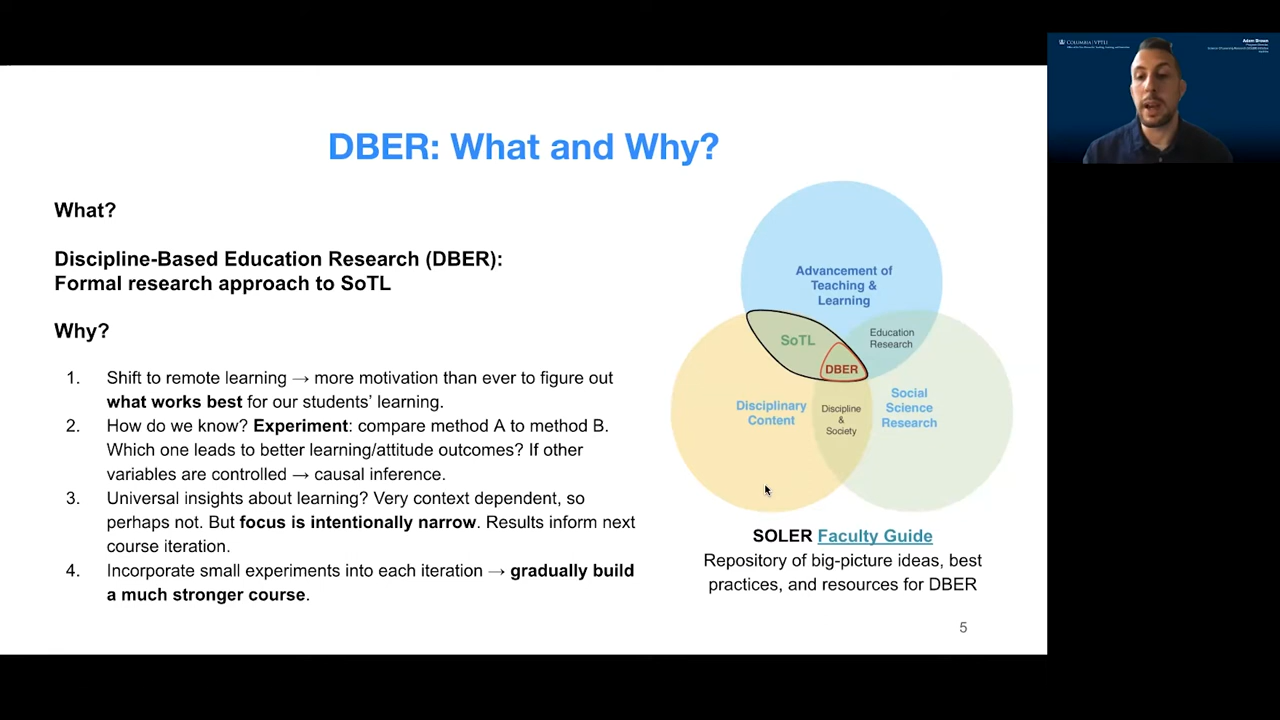 COLUMBIA | VPTLI
Adam Brown
DBER: What and Why?
What?
Discipline-Based Education Research (DBER):
Formal research approach to SoTL
Why?
1. Shift to remote learning → more motivation than ever to figure out
what works best for our students’ learning.
2. How do we know? Experiment: compare method A to method B.
Which one leads to better learning/attitude outcomes? If other
variables are controlled → causal inference.
3. Universal insights about learning? Very context dependent, so
perhaps not. But focus is intentionally narrow. Results inform next
course iteration.
4. Incorporate small experiments into each iteration → gradually build
a much stronger course.
Advancement of
Teaching &
Learning
SoTL
Education
Research
DBER
Disciplinary
Content
Discipline
&
Society
Social
Science
Research
SOLER Faculty Guide
Repository of big-picture ideas, best
practices, and resources for DBER
5